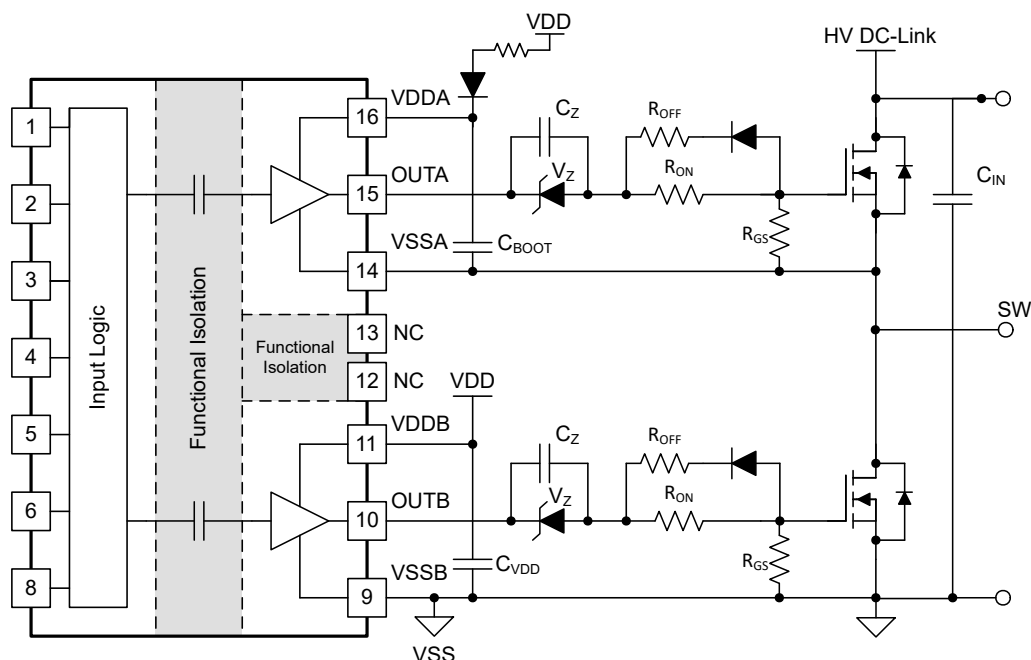 VDD
HV DC-Link
1
2
3
4
5
6
8
Input Logic
Functional Isolation
Functional
Isolation
16
VDDA
15
OUTA
14
VSSA
13
NC
12
NC
11
VDDB
10
OUTB
9
VSSB
CBOOT
CZ
VZ
ROFF
RON
RGS
CIN
SW
VDD
CVDD
CZ
VZ
ROFF
RON
RGS
VSS